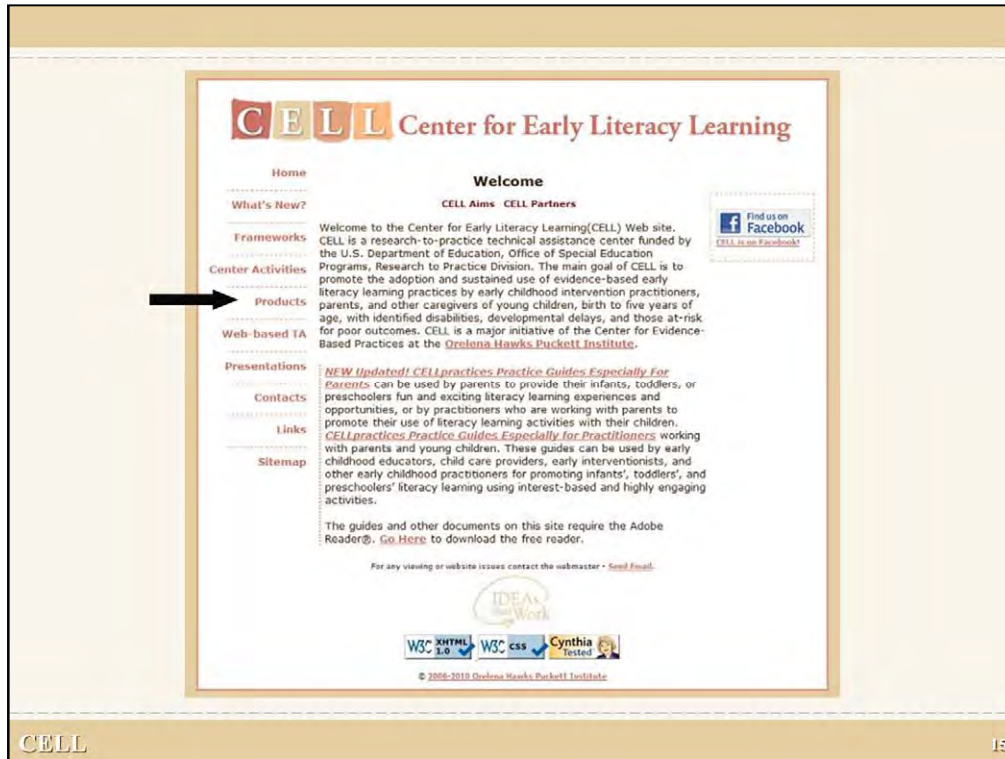 CELL Center for Early Literacy Learning
Home
What's New?
Frameworks
Center Activities
Products
Web-based TA
Presentations
Contacts
Links
Sitemap
Welcome
CELL Aims CELL Partners
Welcome to the Center for Early Literacy Learning(CELL) Web site.
CELL is a research-to-practice technical assistance center funded by
the U.S. Department of Education, Office of Special Education
Programs, Research to Practice Division. The main goal of CELL is to
promote the adoption and sustained use of evidence-based early
literacy learning practices by early childhood intervention practitioners,
parents, and other caregivers of young children, birth to five years of
age, with identified disabilities, developmental delays, and those at-risk
for poor outcomes. CELL is a major initiative of the Center for Evidence-
Based Practices at the Orelena Hawks Puckett Institute.
NEW Updated! CELLpractices Practice Guides Especially For
Parents can be used by parents to provide their infants, toddlers, or
preschoolers fun and exciting literacy learning experiences and
opportunities, or by practitioners who are working with parents to
promote their use of literacy learning activities with their children.
CELLpractices Practice Guides Especially for Practitioners working
with parents and young children. These guides can be used by early
childhood educators, child care providers, early interventionists, and
other early childhood practitioners for promoting infants', toddlers', and
preschoolers' literacy learning using interest-based and highly engaging
activities.
The guides and other documents on this site require the Adobe
Reader®. Go Here to download the free reader.
Find us on
Facebook
CELL is on Facebook!
For any viewing or website issues contact the webmaster • Send Email.
IDEAs
that Work
W3C XHTML 1.0
W3C css
Cynthia Tested
© 2006-2010 Orelena Hawks Puckett Institute
CELL
15